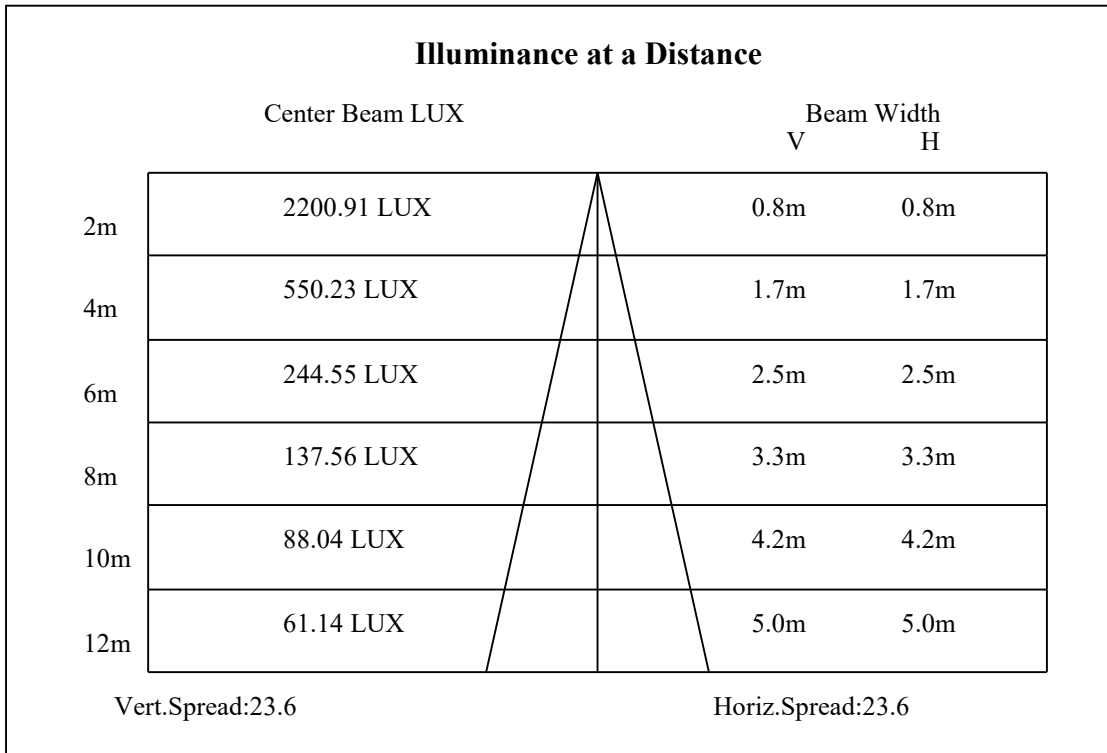 Illuminance at a Distance
Center Beam LUX Beam Width
V H
2m 2200.91 LUX 0.8m 0.8m
4m 550.23 LUX 1.7m 1.7m
6m 244.55 LUX 2.5m 2.5m
8m 137.56 LUX 3.3m 3.3m
10m 88.04 LUX 4.2m 4.2m
12m 61.14 LUX 5.0m 5.0m
Vert.Spread:23.6 Horiz.Spread:23.6